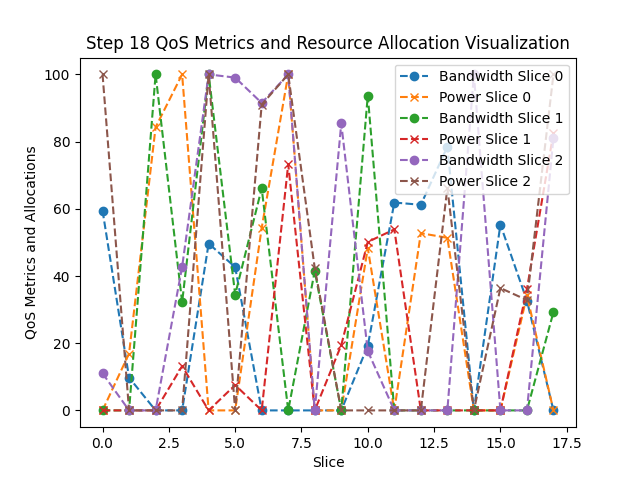 Step 18 QoS Metrics and Resource Allocation Visualization
100
80
60
40
20
0
QoS Metrics and Allocations
Bandwidth Slice 0
Power Slice 0
Bandwidth Slice 1
Power Slice 1
Bandwidth Slice 2
Power Slice 2
0.0 2.5 5.0 7.5 10.0 12.5 15.0 17.5
Slice